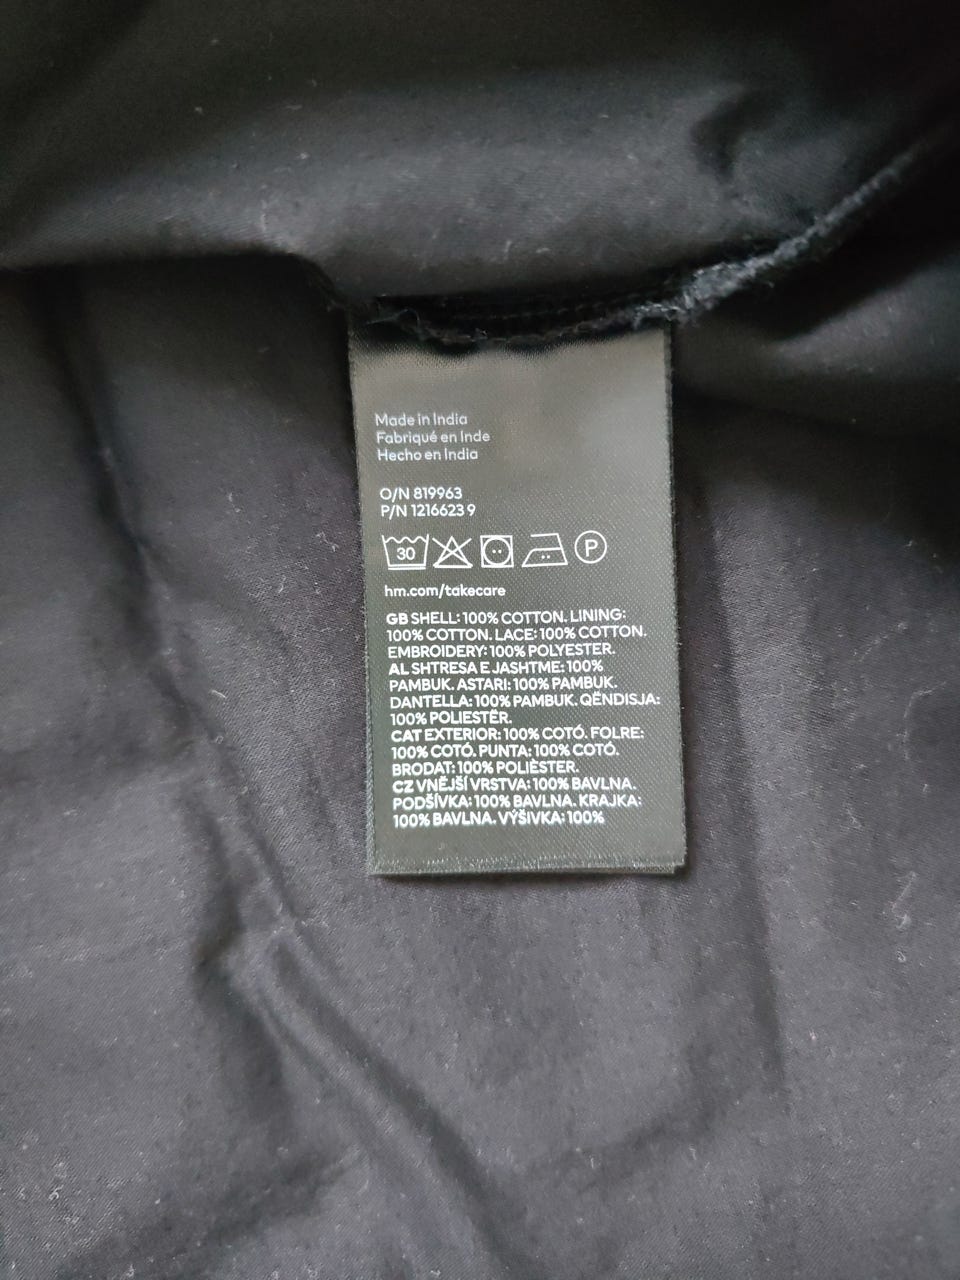 Made in India
Fabriqué en Inde
Hecho en India
O/N 819963
P/N 1216623 9
30 P
hm.com/takecare
GB SHELL: 100% COTTON. LINING:
100% COTTON. LACE: 100% COTTON.
EMBROIDERY: 100% POLYESTER.
AL SHTRESA E JASHTME: 100%
PAMBUK. ASTARI: 100% PAMBUK.
DANTELLA: 100% PAMBUK. QËNDISJA:
100% POLIESTËR.
CAT EXTERIOR: 100% COTÓ. FOLRE:
100% COTÓ. PUNTA: 100% COTÓ.
BRODAT: 100% POLIÈSTER.
CZ VNĚJŠÍ VRSTVA: 100% BAVLNA.
PODŠÍVKA: 100% BAVLNA. KRAJKA:
100% BAVLNA. VÝŠIVKA: 100%